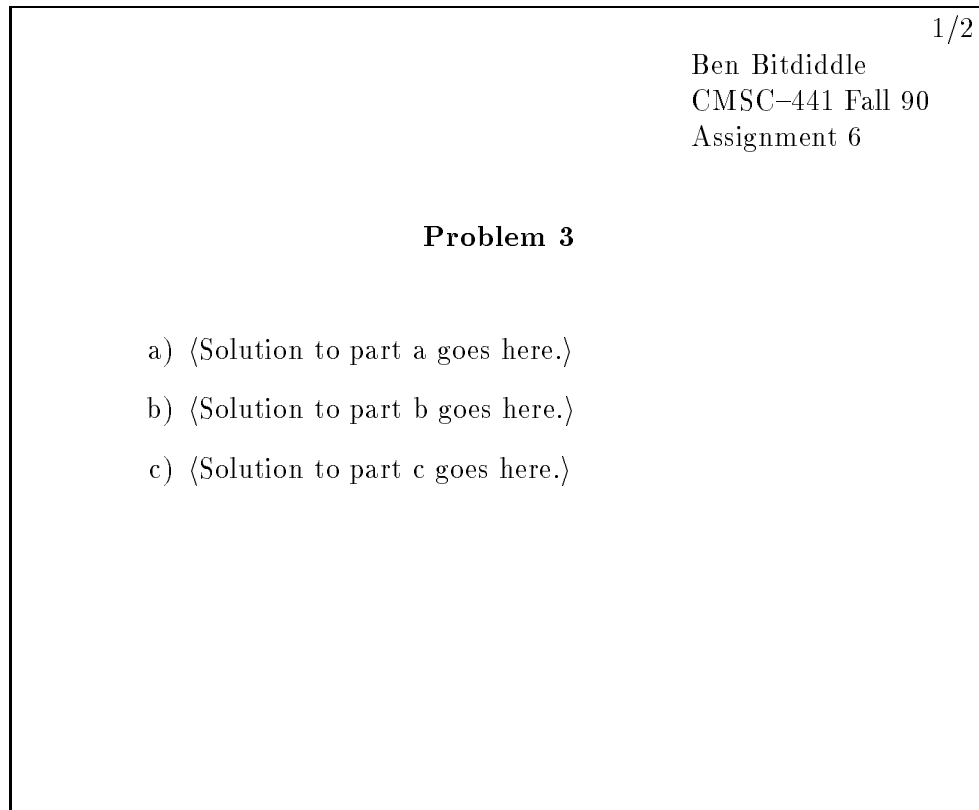 1/2
Ben Bitdiddle
CMSC–441 Fall 90
Assignment 6
Problem 3
a) ⟨Solution to part a goes here.⟩
b) ⟨Solution to part b goes here.⟩
c) ⟨Solution to part c goes here.⟩